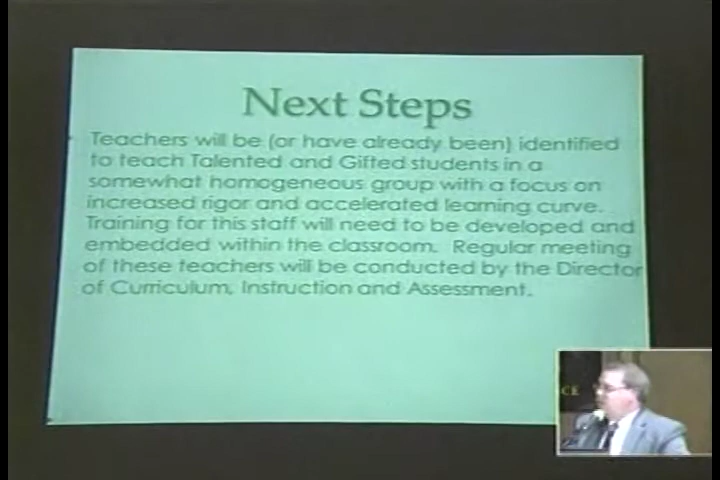 Next Steps
Teachers will be (or have already been) identified
to teach Talented and Gifted students in a
somewhat homogeneous group with a focus on
increased rigor and accelerated learning curve.
Training for this staff will need to be developed and
embedded within the classroom. Regular meeting
of these teachers will be conducted by the Director
of Curriculum, Instruction and Assessment.
CE